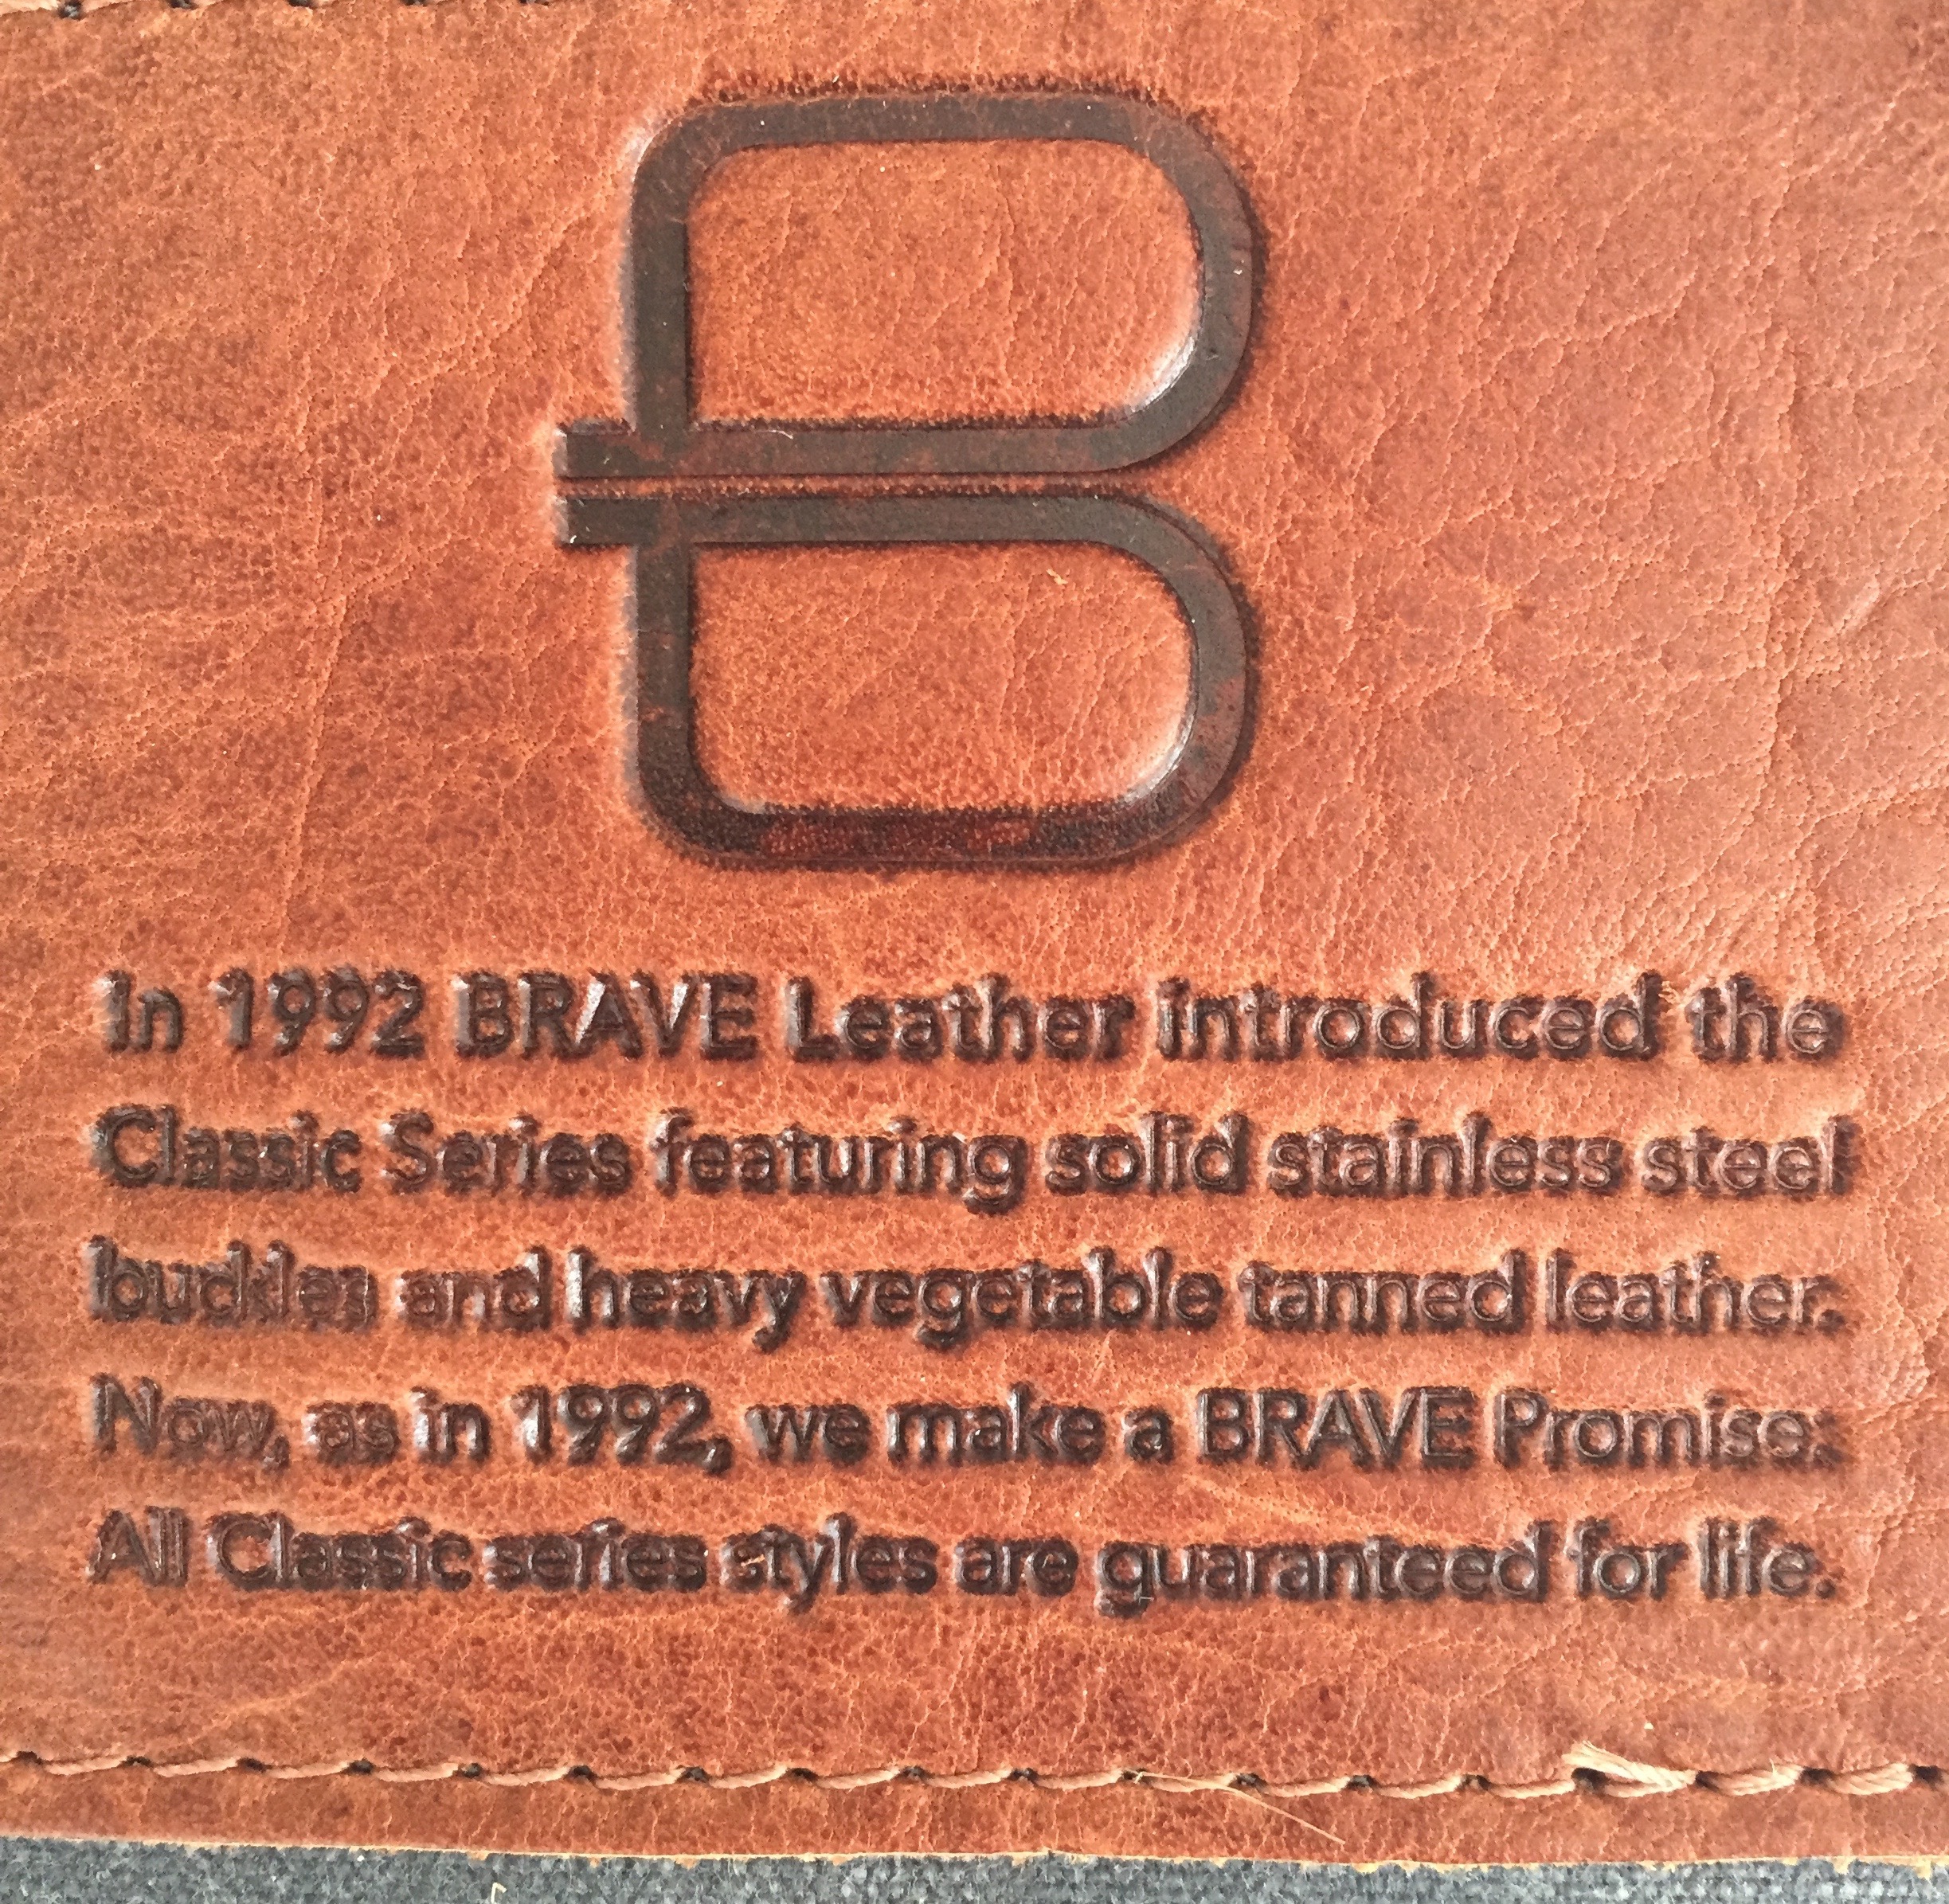 B
In 1992 BRAVE Leather introduced the
Classic Series featuring solid stainless steel
buckles and heavy vegetable tanned leather.
Now, as in 1992, we make a BRAVE Promise:
All Classic series styles are guaranteed for life.